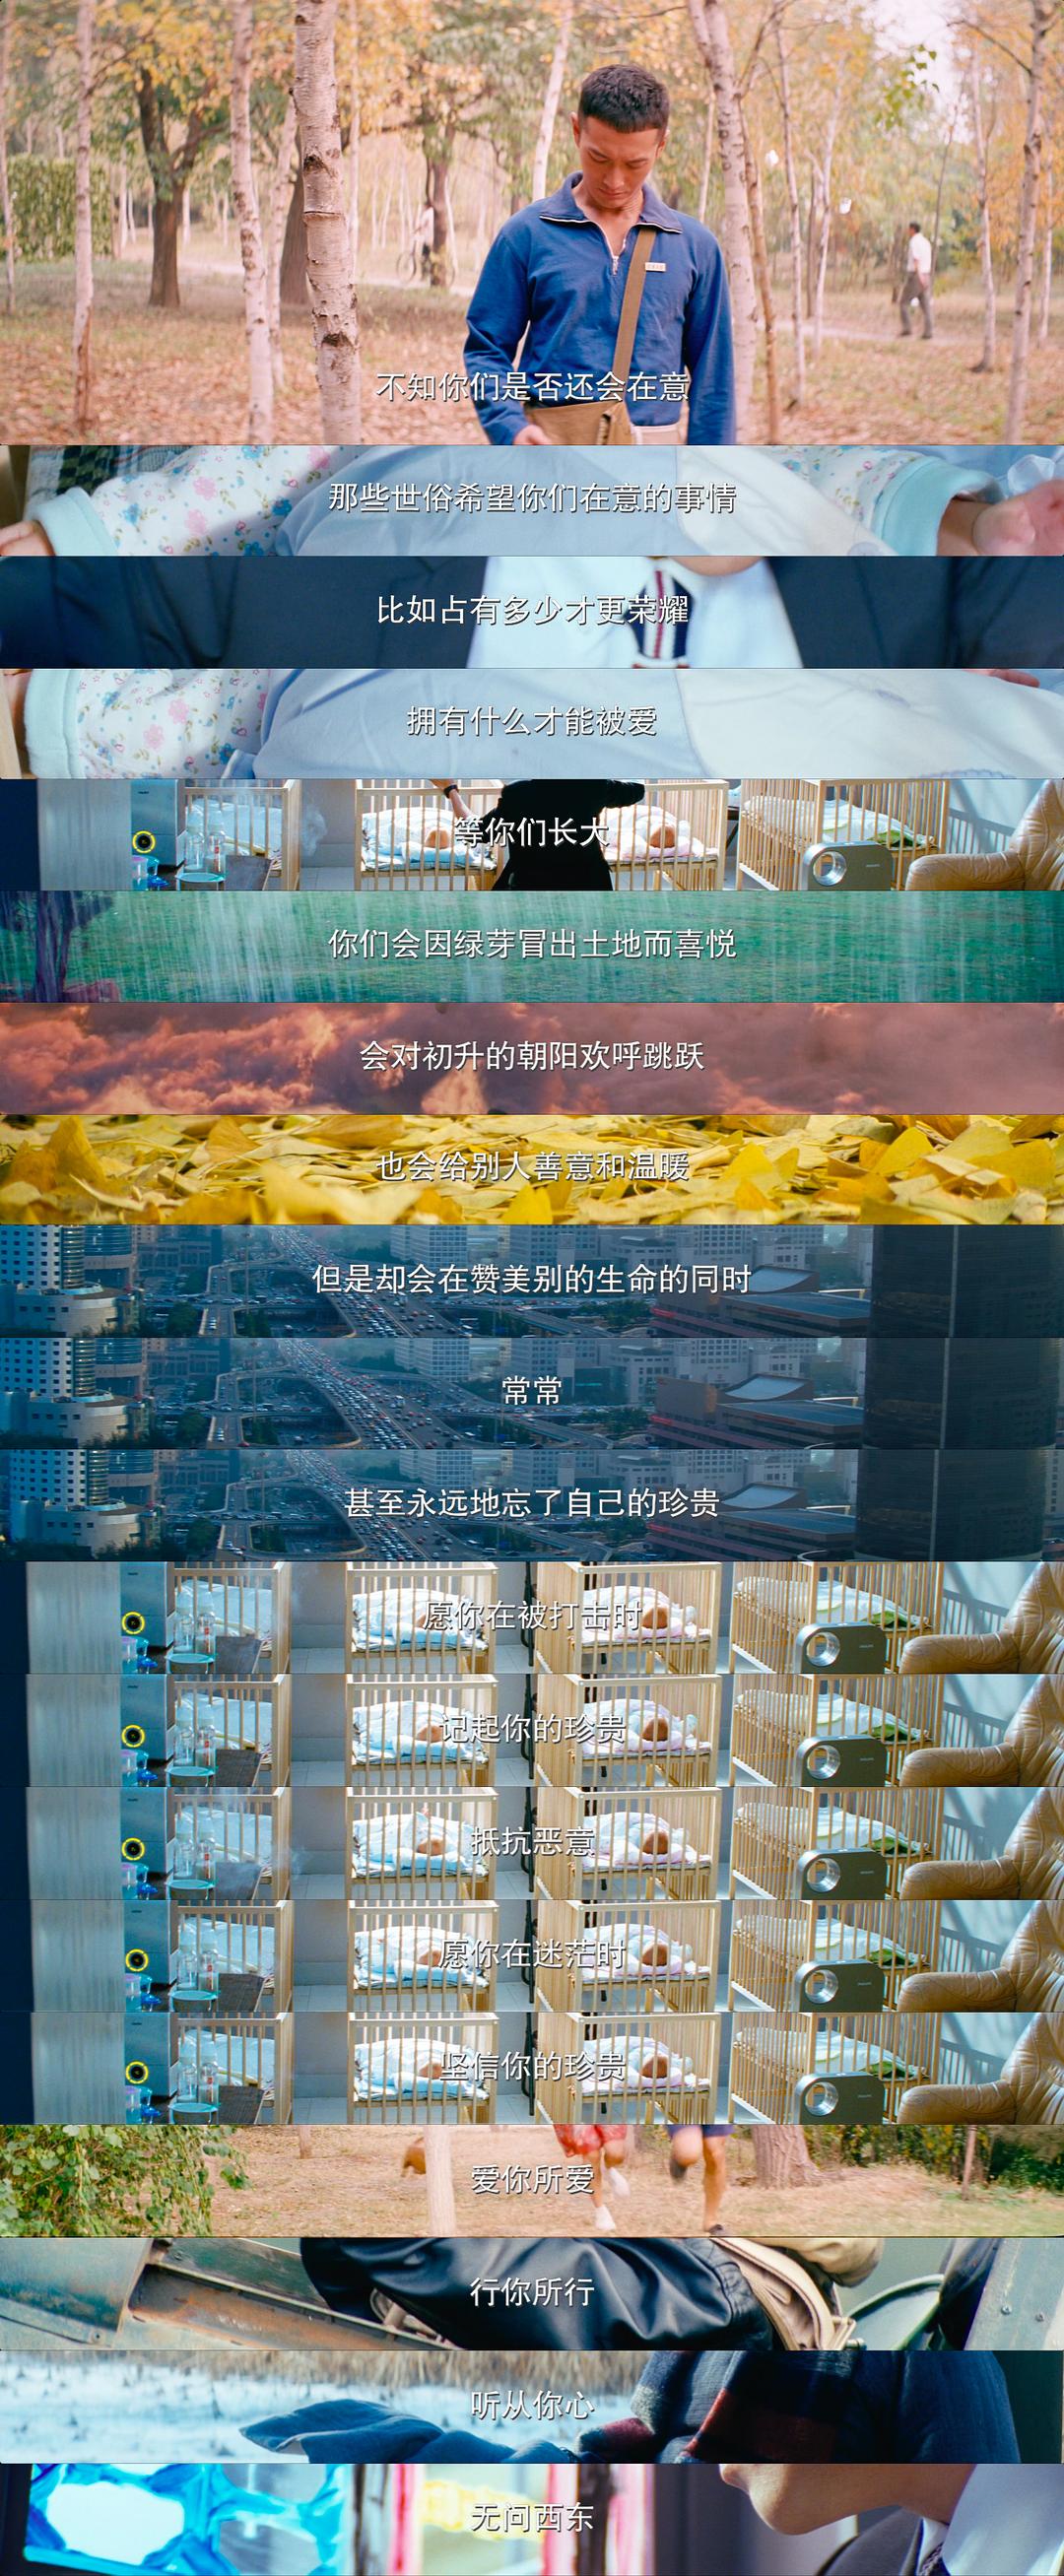 不知你们是否还会在意
那些世俗希望你们在意的事情
比如占有多少才更荣耀
拥有什么才能被爱
等你们长大
你们会因绿芽冒出土地而喜悦
会对初升的朝阳欢呼跳跃
也会给别人善意和温暖
但是却会在赞美别的生命的同时
常常
甚至永远地忘了自己的珍贵
愿你在被打击时
记起你的珍贵
抵抗恶意
愿你在迷茫时
坚信你的珍贵
爱你所爱
行你所行
听从你心
无问西东